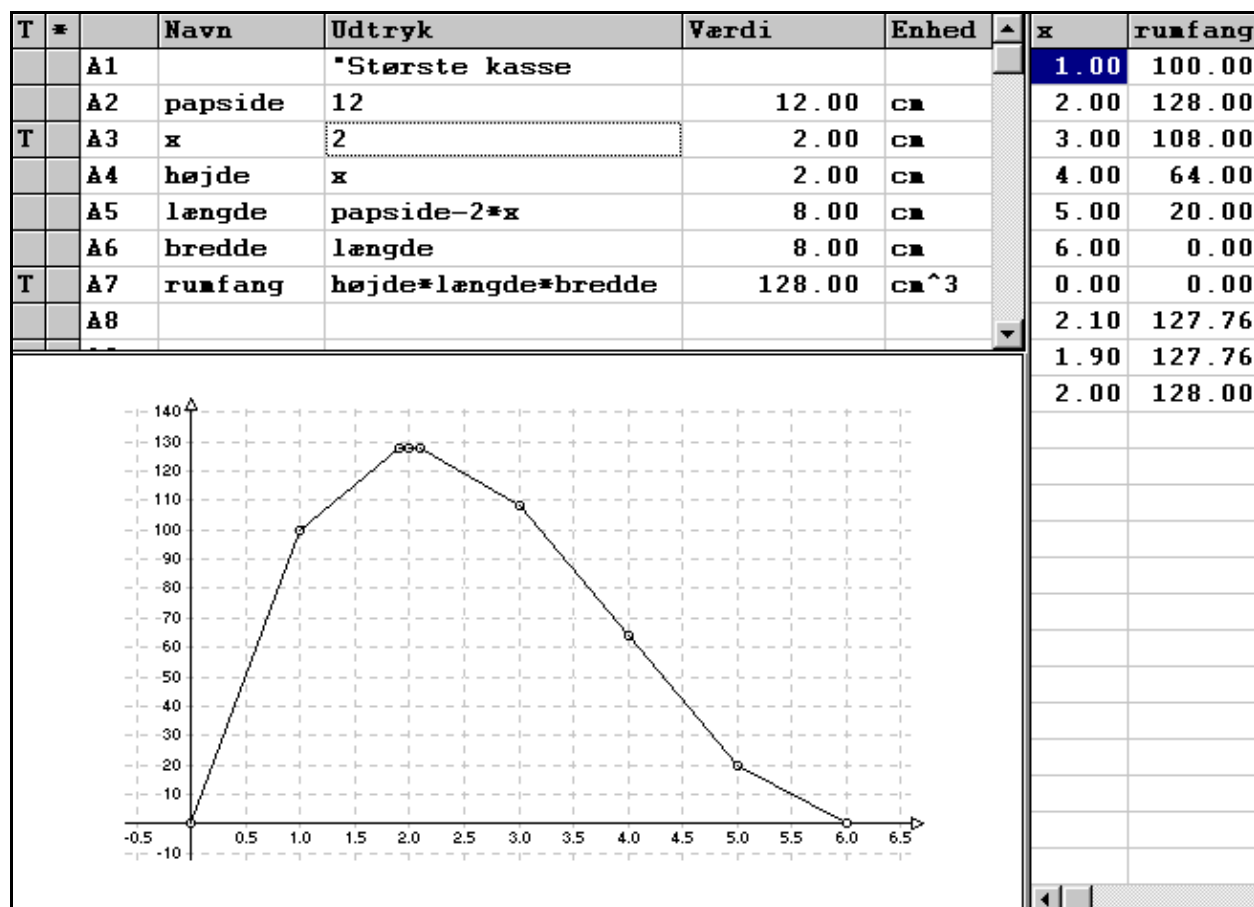 T * Navn Udtryk Værdi Enhed
A1 "Største kasse
A2 papside 12 12.00 cm
T A3 x 2 2.00 cm
A4 højde x 2.00 cm
A5 længde papside-2*x 8.00 cm
A6 bredde længde 8.00 cm
T A7 rumfang højde*længde*bredde 128.00 cm^3
A8
x rumfang
1.00 100.00
2.00 128.00
3.00 108.00
4.00 64.00
5.00 20.00
6.00 0.00
0.00 0.00
2.10 127.76
1.90 127.76
2.00 128.00
140
130
120
110
100
90
80
70
60
50
40
30
20
10
-0.5 0.5 1.0 1.5 2.0 2.5 3.0 3.5 4.0 4.5 5.0 5.5 6.0 6.5
-10